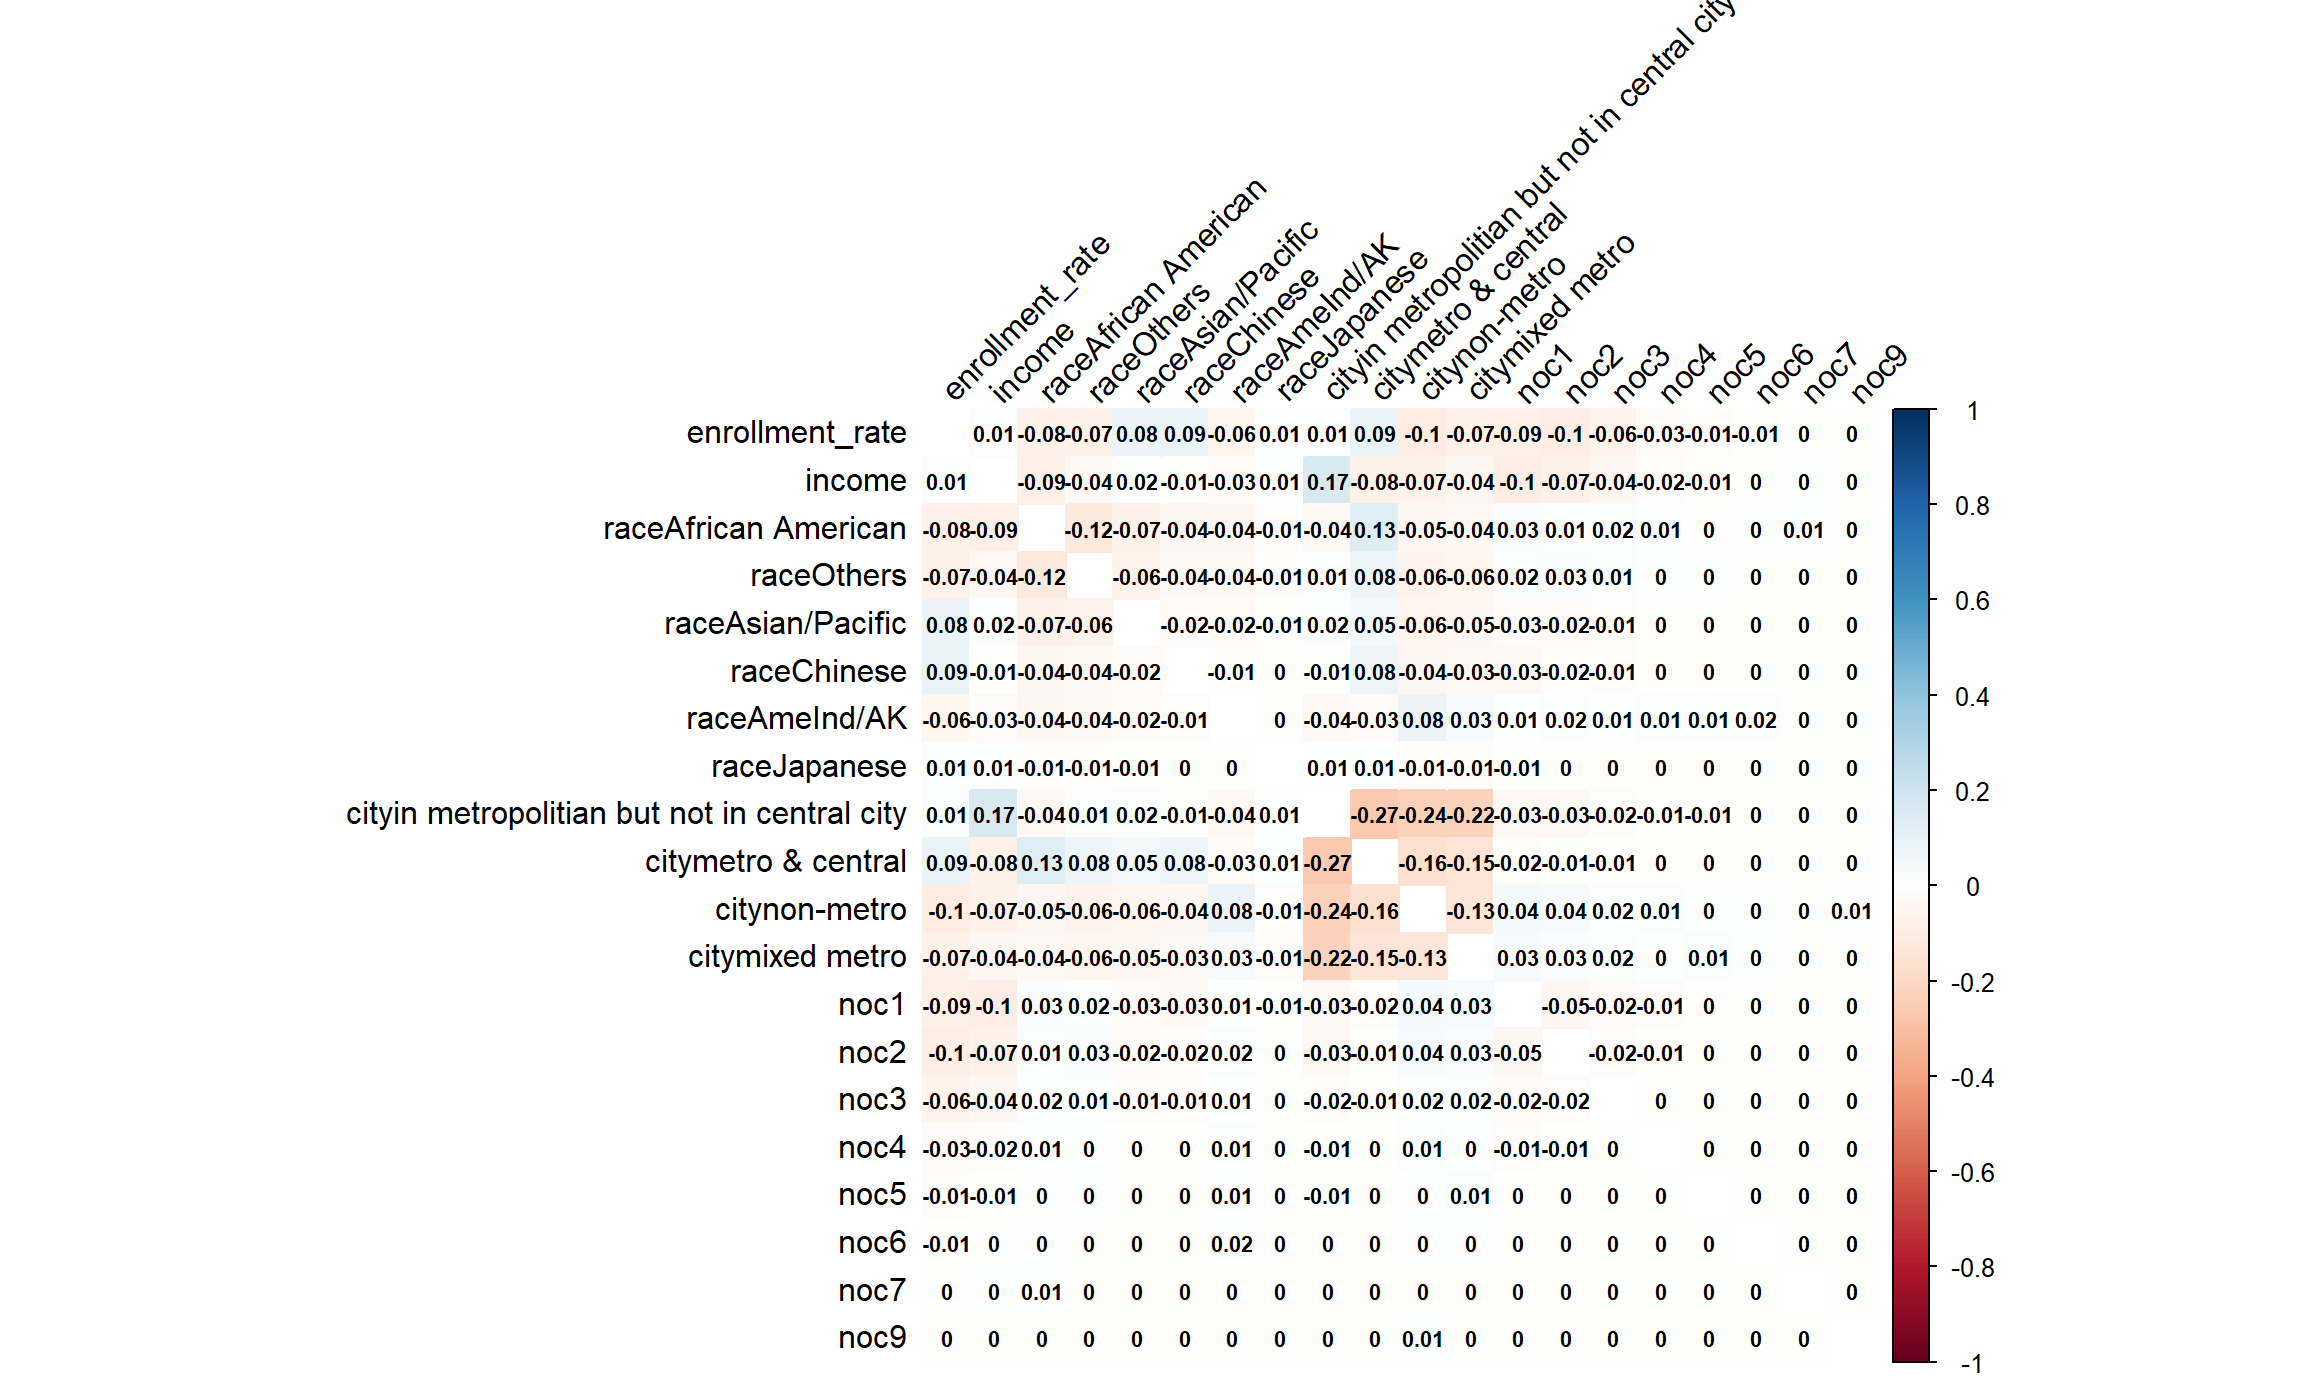 enrollment_rate
income
raceAfrican American
raceOthers
raceAsian/Pacific
raceChinese
raceAmeInd/AK
raceJapanese
cityin metropolitian but not in central city
citymetro & central
citynon-metro
citymixed metro
noc1
noc2
noc3
noc4
noc5
noc6
noc7
noc9
enrollment_rate 0.01 -0.08 -0.07 0.08 0.09 -0.06 0.01 0.01 0.09 -0.1 -0.07 -0.09 -0.1 -0.06 -0.03 -0.01 -0.01 0 0
income 0.01 -0.09 -0.04 0.02 -0.01 -0.03 0.01 0.17 -0.08 -0.07 -0.04 -0.1 -0.07 -0.04 -0.02 -0.01 0 0 0
raceAfrican American -0.08 -0.09 -0.12 -0.07 -0.04 -0.04 -0.01 -0.04 0.13 -0.05 -0.04 0.03 0.01 0.02 0.01 0 0 0.01 0
raceOthers -0.07 -0.04 -0.12 -0.06 -0.04 -0.04 -0.01 0.01 0.08 -0.06 -0.06 0.02 0.03 0.01 0 0 0 0 0
raceAsian/Pacific 0.08 0.02 -0.07 -0.06 -0.02 -0.02 -0.01 0.02 0.05 -0.06 -0.05 -0.03 -0.02 -0.01 0 0 0 0 0
raceChinese 0.09 -0.01 -0.04 -0.04 -0.02 -0.01 0 -0.01 0.08 -0.04 -0.03 -0.03 -0.02 -0.01 0 0 0 0 0
raceAmeInd/AK -0.06 -0.03 -0.04 -0.04 -0.02 -0.01 0 -0.04 -0.03 0.08 0.03 0.01 0.02 0.01 0.01 0.01 0.02 0 0
raceJapanese 0.01 0.01 -0.01 -0.01 -0.01 0 0 0.01 0.01 -0.01 -0.01 -0.01 0 0 0 0 0 0 0
cityin metropolitian but not in central city 0.01 0.17 -0.04 0.01 0.02 -0.01 -0.04 0.01 -0.27 -0.24 -0.22 -0.03 -0.03 -0.02 -0.01 -0.01 0 0 0
citymetro & central 0.09 -0.08 0.13 0.08 0.05 0.08 -0.03 0.01 -0.27 -0.16 -0.15 -0.02 -0.01 -0.01 0 0 0 0 0
citynon-metro -0.1 -0.07 -0.05 -0.06 -0.06 -0.04 0.08 -0.01 -0.24 -0.16 -0.13 0.04 0.04 0.02 0.01 0 0 0 0.01
citymixed metro -0.07 -0.04 -0.04 -0.06 -0.05 -0.03 0.03 -0.01 -0.22 -0.15 -0.13 0.03 0.03 0.02 0 0.01 0 0 0
noc1 -0.09 -0.1 0.03 0.02 -0.03 -0.03 0.01 -0.01 -0.03 -0.02 0.04 0.03 -0.05 -0.02 -0.01 0 0 0 0
noc2 -0.1 -0.07 0.01 0.03 -0.02 -0.02 0.02 0 -0.03 -0.01 0.04 0.03 -0.05 -0.02 -0.01 0 0 0 0
noc3 -0.06 -0.04 0.02 0.01 -0.01 -0.01 0.01 0 -0.02 -0.01 0.02 0.02 -0.02 -0.02 0 0 0 0 0
noc4 -0.03 -0.02 0.01 0 0 0 0.01 0 -0.01 0 0.01 0 -0.01 -0.01 0 0 0 0 0
noc5 -0.01 -0.01 0 0 0 0 0.01 0 -0.01 0 0 0.01 0 0 0 0 0 0 0
noc6 -0.01 0 0 0 0 0 0.02 0 0 0 0 0 0 0 0 0 0 0 0
noc7 0 0 0.01 0 0 0 0 0 0 0 0 0 0 0 0 0 0 0 0
noc9 0 0 0 0 0 0 0 0 0 0 0.01 0 0 0 0 0 0 0 0
1
0.8
0.6
0.4
0.2
0
-0.2
-0.4
-0.6
-0.8
-1